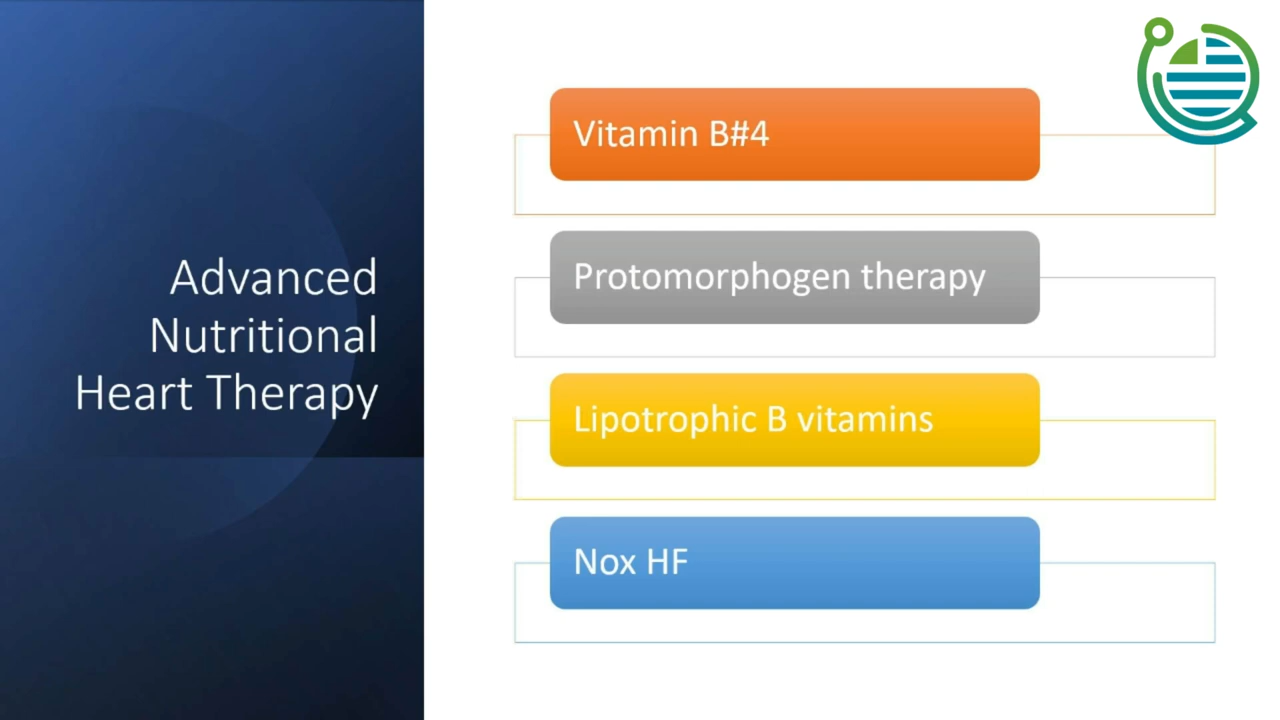 Advanced
Nutritional
Heart Therapy
Vitamin B#4
Protomorphogen therapy
Lipotrophic B vitamins
Nox HF